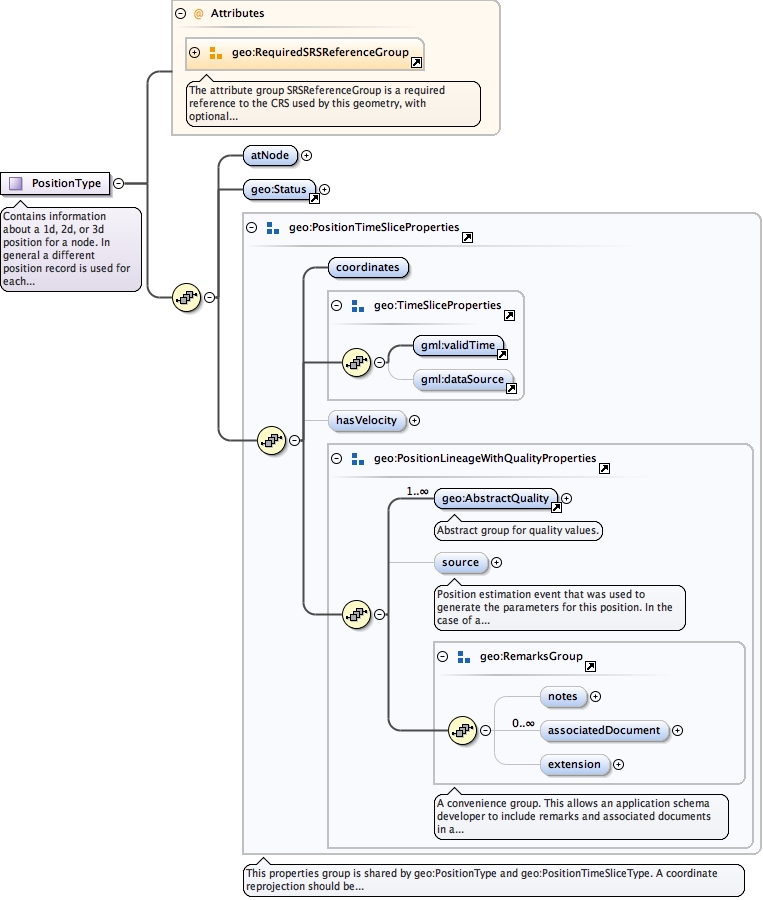 @ Attributes
geo:RequiredSRSReferenceGroup
The attribute group SRSReferenceGroup is a required
reference to the CRS used by this geometry, with
optional...
atNode
PositionType
geo:Status
Contains information
about a 1d, 2d, or 3d
position for a node. In
general a different
position record is used for
each...
geo:PositionTimeSliceProperties
coordinates
geo:TimeSliceProperties
gml:validTime
gml:dataSource
hasVelocity
geo:PositionLineageWithQualityProperties
1..∞
geo:AbstractQuality
Abstract group for quality values.
source
Position estimation event that was used to
generate the parameters for this position. In the
case of a...
geo:RemarksGroup
notes
0..∞
associatedDocument
extension
A convenience group. This allows an application schema
developer to include remarks and associated documents
in a...
This properties group is shared by geo:PositionType and geo:PositionTimeSliceType. A coordinate
reprojection should be...